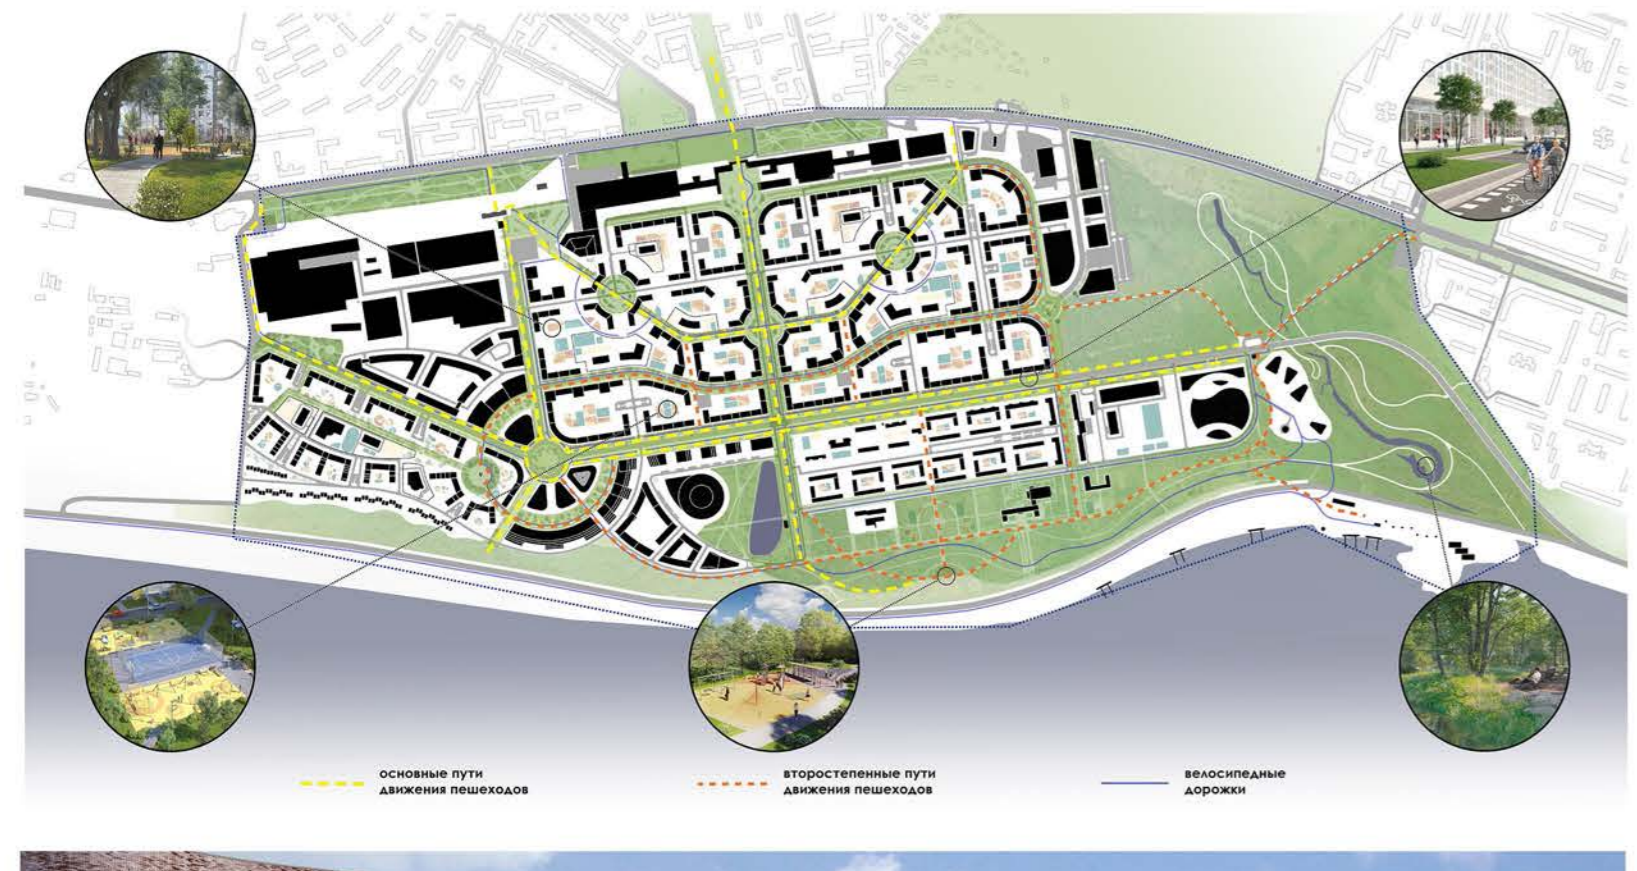 основные пути
движения пешеходов
второстепенные пути
движения пешеходов
велосипедные
дорожки